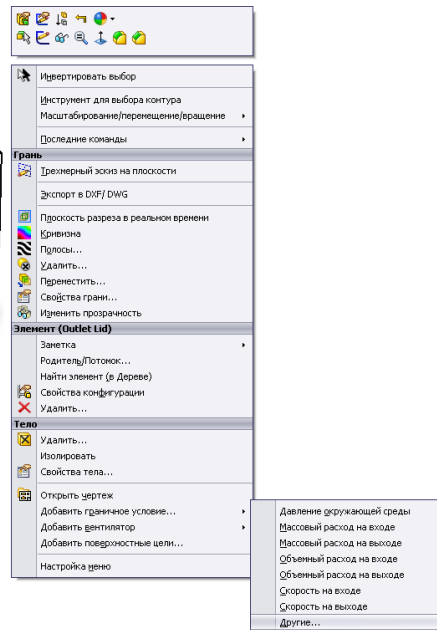 Инвертировать выбор
Инструмент для выбора контура
Масштабирование/перемещение/вращение
Последние команды
Грань
Трехмерный эскиз на плоскости
Экспорт в DXF/ DWG
Плоскость разреза в реальном времени
Кривизна
Полосы...
Удалить...
Переместить...
Свойства грани...
Изменить прозрачность
Элемент (Outlet Lid)
Заметка
Родитель/Потомок...
Найти элемент (в Дереве)
Свойства конфигурации
Удалить...
Тело
Удалить...
Изолировать
Свойства тела...
Открыть чертеж
Добавить граничное условие...
Добавить вентилятор
Добавить поверхностные цели...
Настройка меню
Давление окружающей среды
Массовый расход на входе
Массовый расход на выходе
Объемный расход на входе
Объемный расход на выходе
Скорость на входе
Скорость на выходе
Другие...